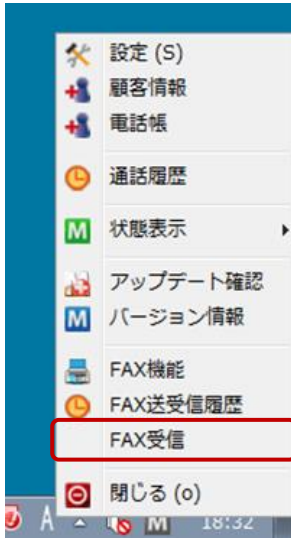 設定 (S)
顧客情報
電話帳
通話履歴
M 状態表示
アップデート確認
M バージョン情報
FAX機能
FAX送受信履歴
FAX受信
閉じる (o)
A M 18:32